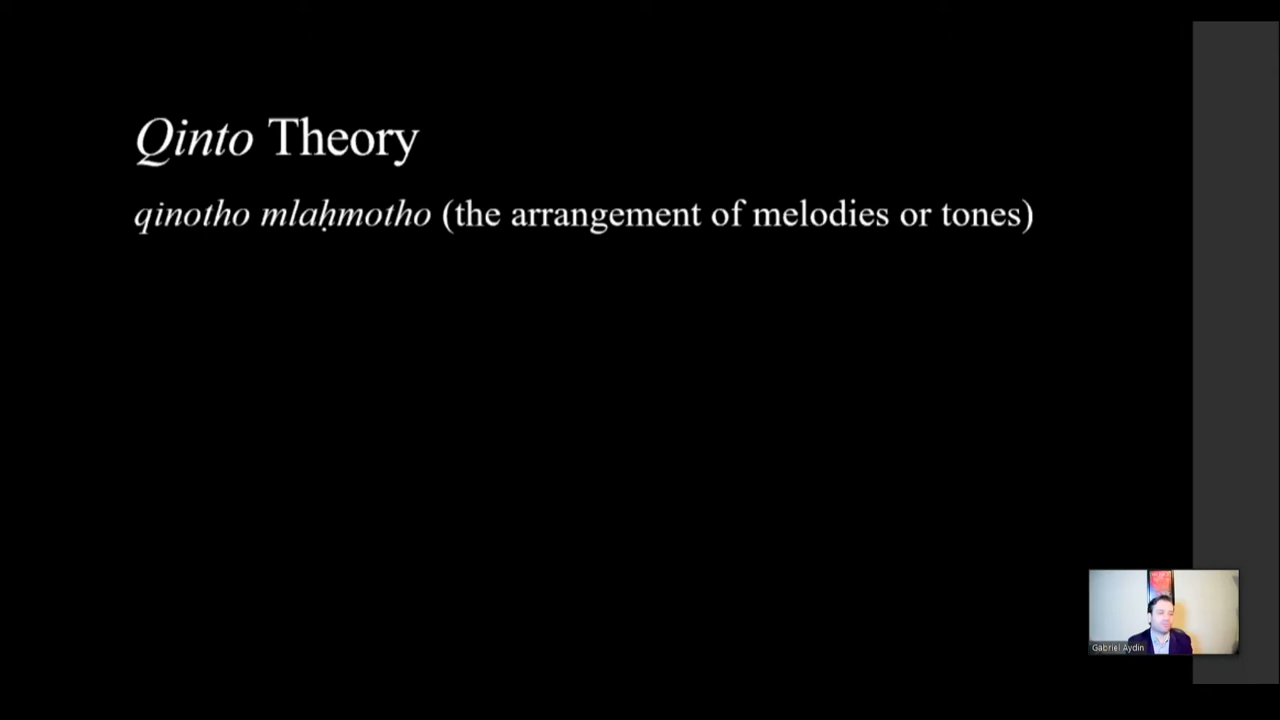 Qinto Theory
qinotho mlaḥmotho (the arrangement of melodies or tones)
Gabriel Aydin